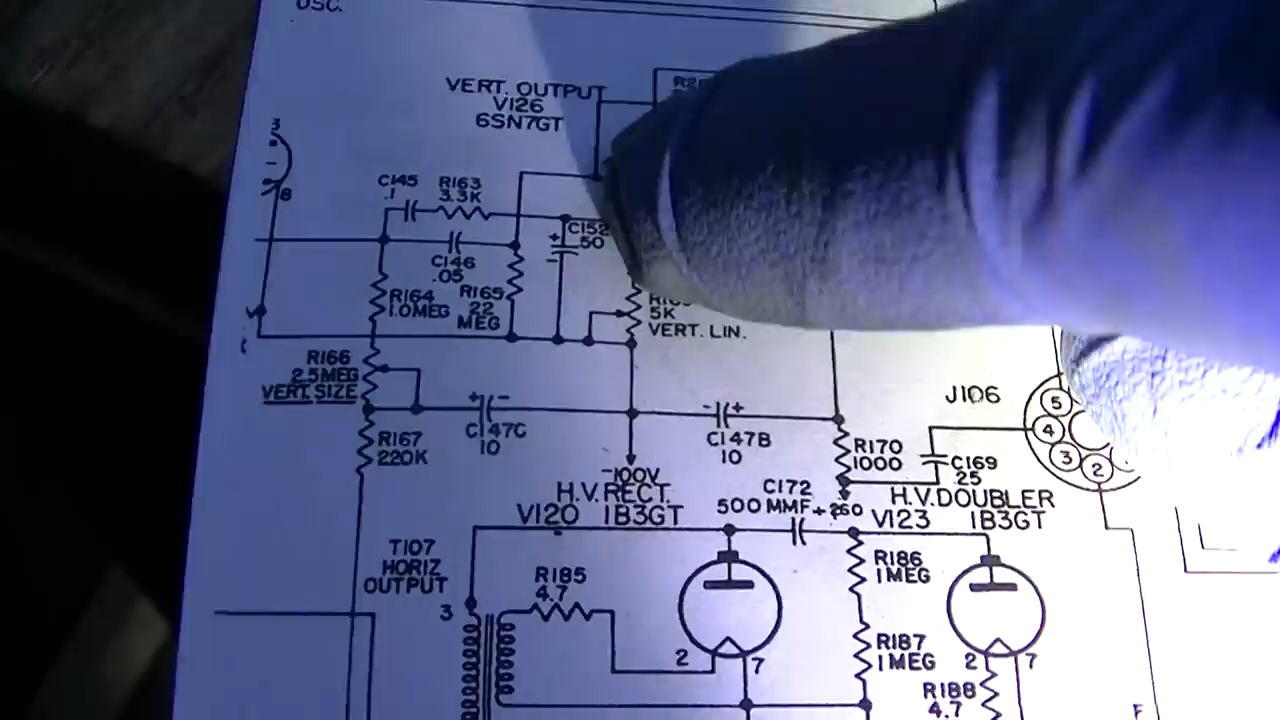 OSC.
VERT. OUTPUT
V126
6SN7GT
3
8
C145
.1
R163
3.3K
C152
50
+
-
C146
.05
R164
1.0MEG
R165
22
MEG
5K
VERT. LIN.
R166
2.5MEG
VERT. SIZE
+ -
C147C
10
- +
C147B
10
R167
220K
-100V
R170
1000
C169
.25
J106
5
4
3
2
H.V. RECT.
V120 1B3GT
C172
500 MMF
+260
H.V. DOUBLER
V123 1B3GT
T107
HORIZ
OUTPUT
3
R185
4.7
2
7
R186
1MEG
R187
1MEG
2
7
R188
4.7
F